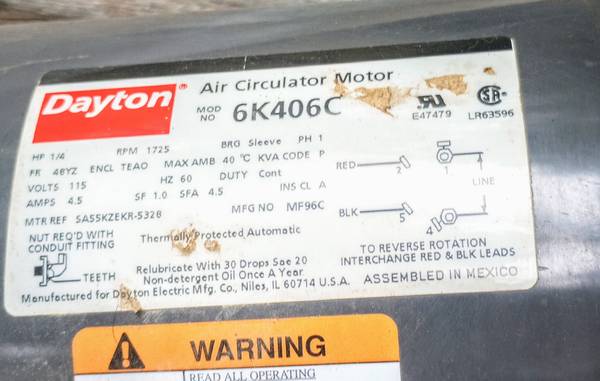 Dayton®
Air Circulator Motor
MOD NO 6K406C
E47479
LR63596
HP 1/4 RPM 1725 BRG Sleeve PH 1
FR 48YZ ENCL TEAO MAX AMB 40 °C KVA CODE P
VOLTS 115 HZ 60 DUTY Cont
AMPS 4.5 SF 1.0 SFA 4.5 INS CL A
MTR REF SA55KZEKR-5328 MFG NO MF96C
RED 2 1
LINE
BLK 5 4
NUT REQ'D WITH
CONDUIT FITTING
TEETH
Thermally Protected Automatic
Relubricate With 30 Drops Sae 20
Non-detergent Oil Once A Year.
TO REVERSE ROTATION
INTERCHANGE RED & BLK LEADS
Manufactured for Dayton Electric Mfg. Co., Niles, IL 60714 U.S.A.
ASSEMBLED IN MEXICO
WARNING
READ ALL OPERATING